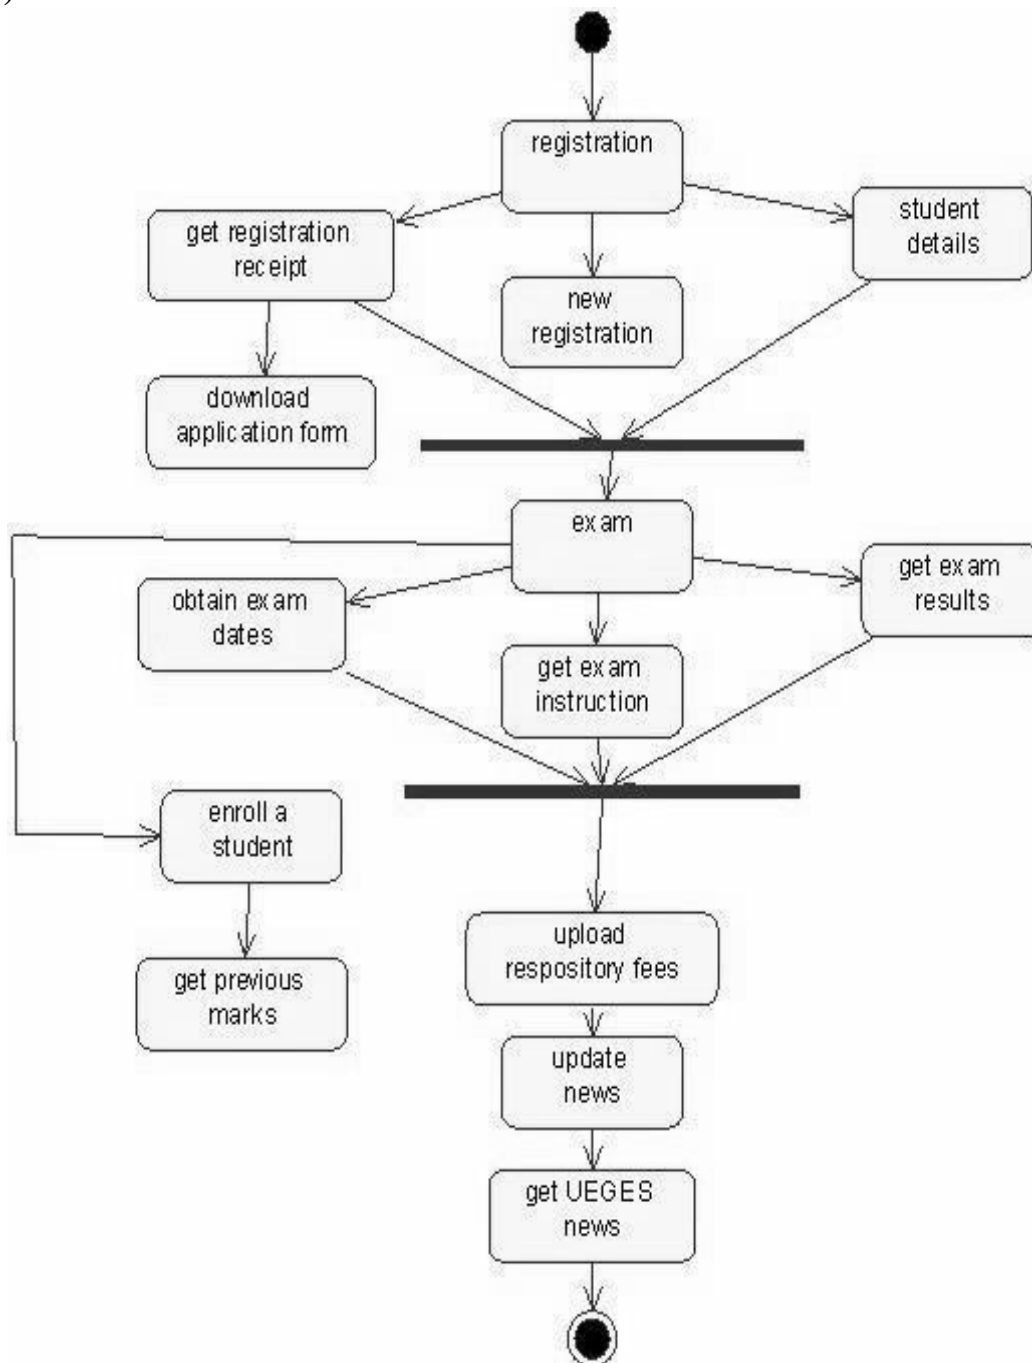 )
registration
get registration
receipt
student
details
new
registration
download
application form
exam
obtain exam
dates
get exam
results
get exam
instruction
enroll a
student
get previous
marks
upload
respository fees
update
news
get UEGES
news